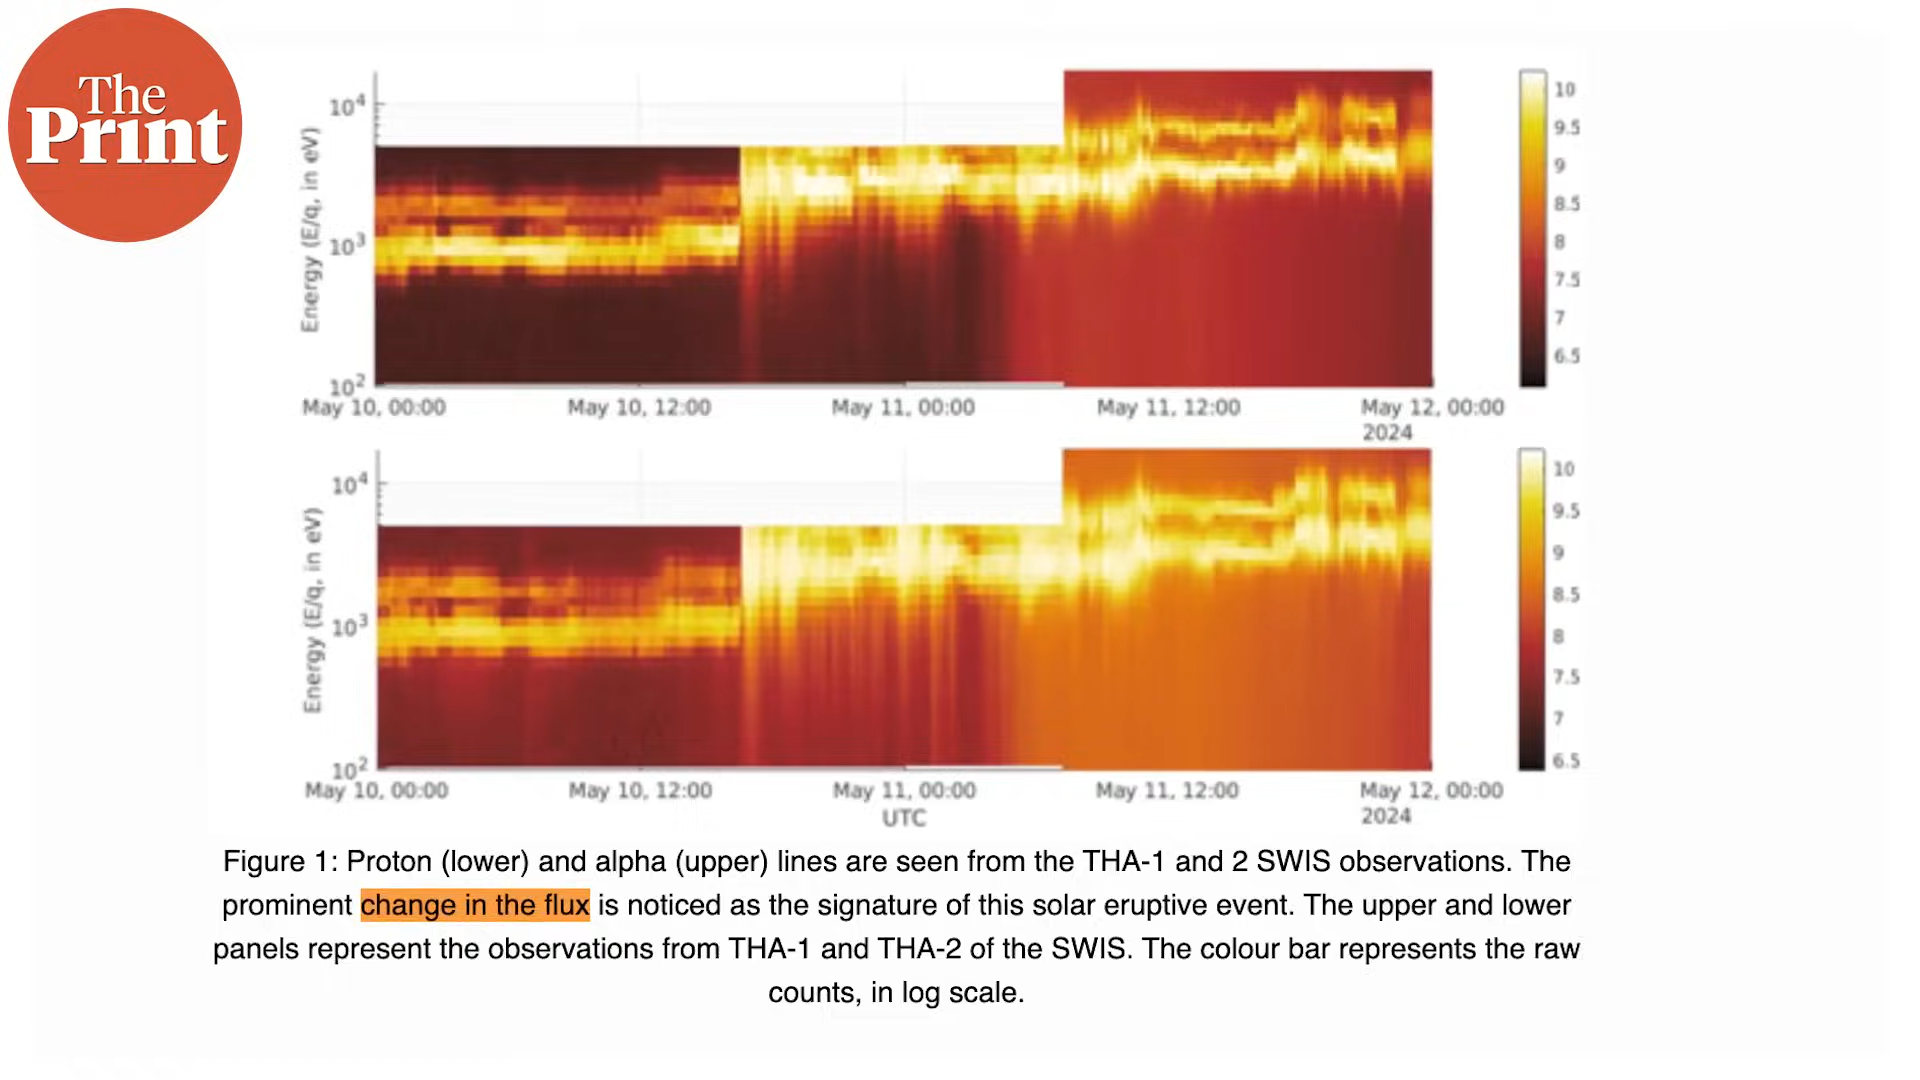 The
Print
Energy (E/q, in eV)
10⁴
10³
10²
May 10, 00:00
May 10, 12:00
May 11, 00:00
May 11, 12:00
May 12, 00:00
2024
10
9.5
9
8.5
8
7.5
7
6.5
Energy (E/q, in eV)
10⁴
10³
10²
May 10, 00:00
May 10, 12:00
May 11, 00:00
May 11, 12:00
May 12, 00:00
UTC
2024
10
9.5
9
8.5
8
7.5
7
6.5
Figure 1: Proton (lower) and alpha (upper) lines are seen from the THA-1 and 2 SWIS observations. The
prominent change in the flux is noticed as the signature of this solar eruptive event. The upper and lower
panels represent the observations from THA-1 and THA-2 of the SWIS. The colour bar represents the raw
counts, in log scale.